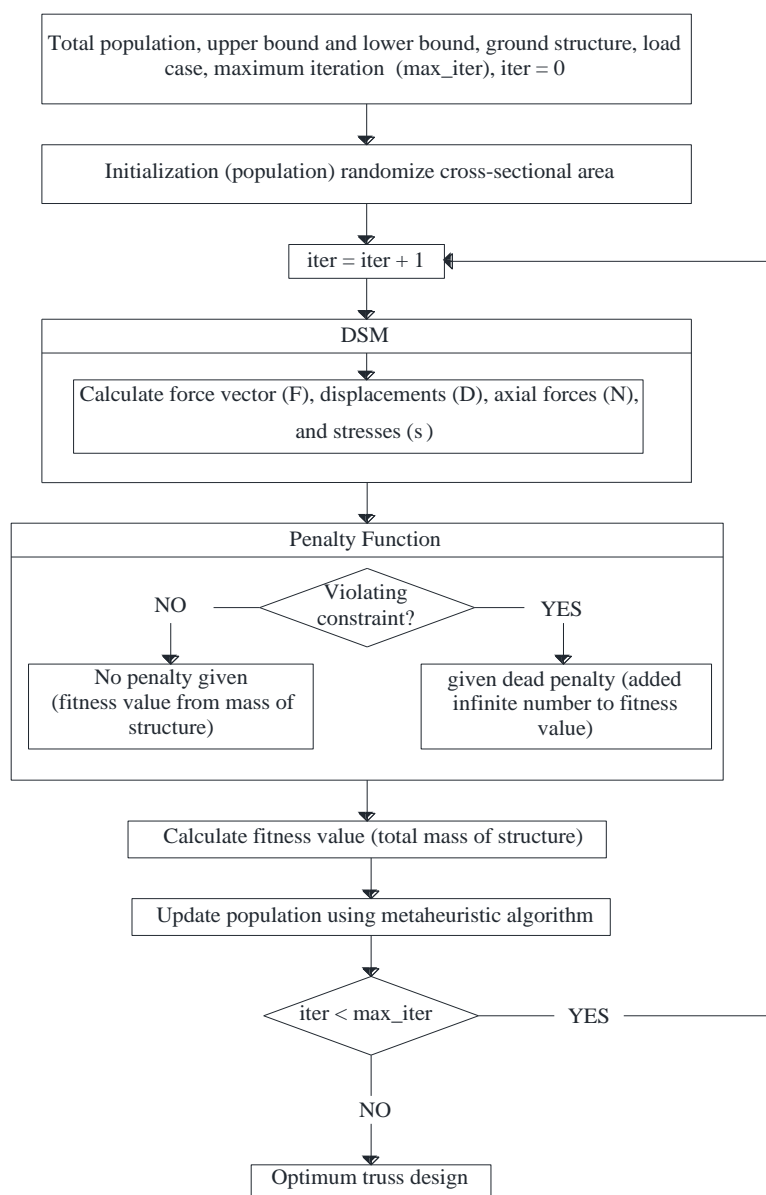 Total population, upper bound and lower bound, ground structure, load
case, maximum iteration (max_iter), iter = 0
Initialization (population) randomize cross-sectional area
iter = iter + 1
DSM
Calculate force vector (F), displacements (D), axial forces (N),
and stresses (s)
Penalty Function
Violating
constraint?
NO
YES
No penalty given
(fitness value from mass of
structure)
given dead penalty (added
infinite number to fitness
value)
Calculate fitness value (total mass of structure)
Update population using metaheuristic algorithm
iter < max_iter
YES
NO
Optimum truss design